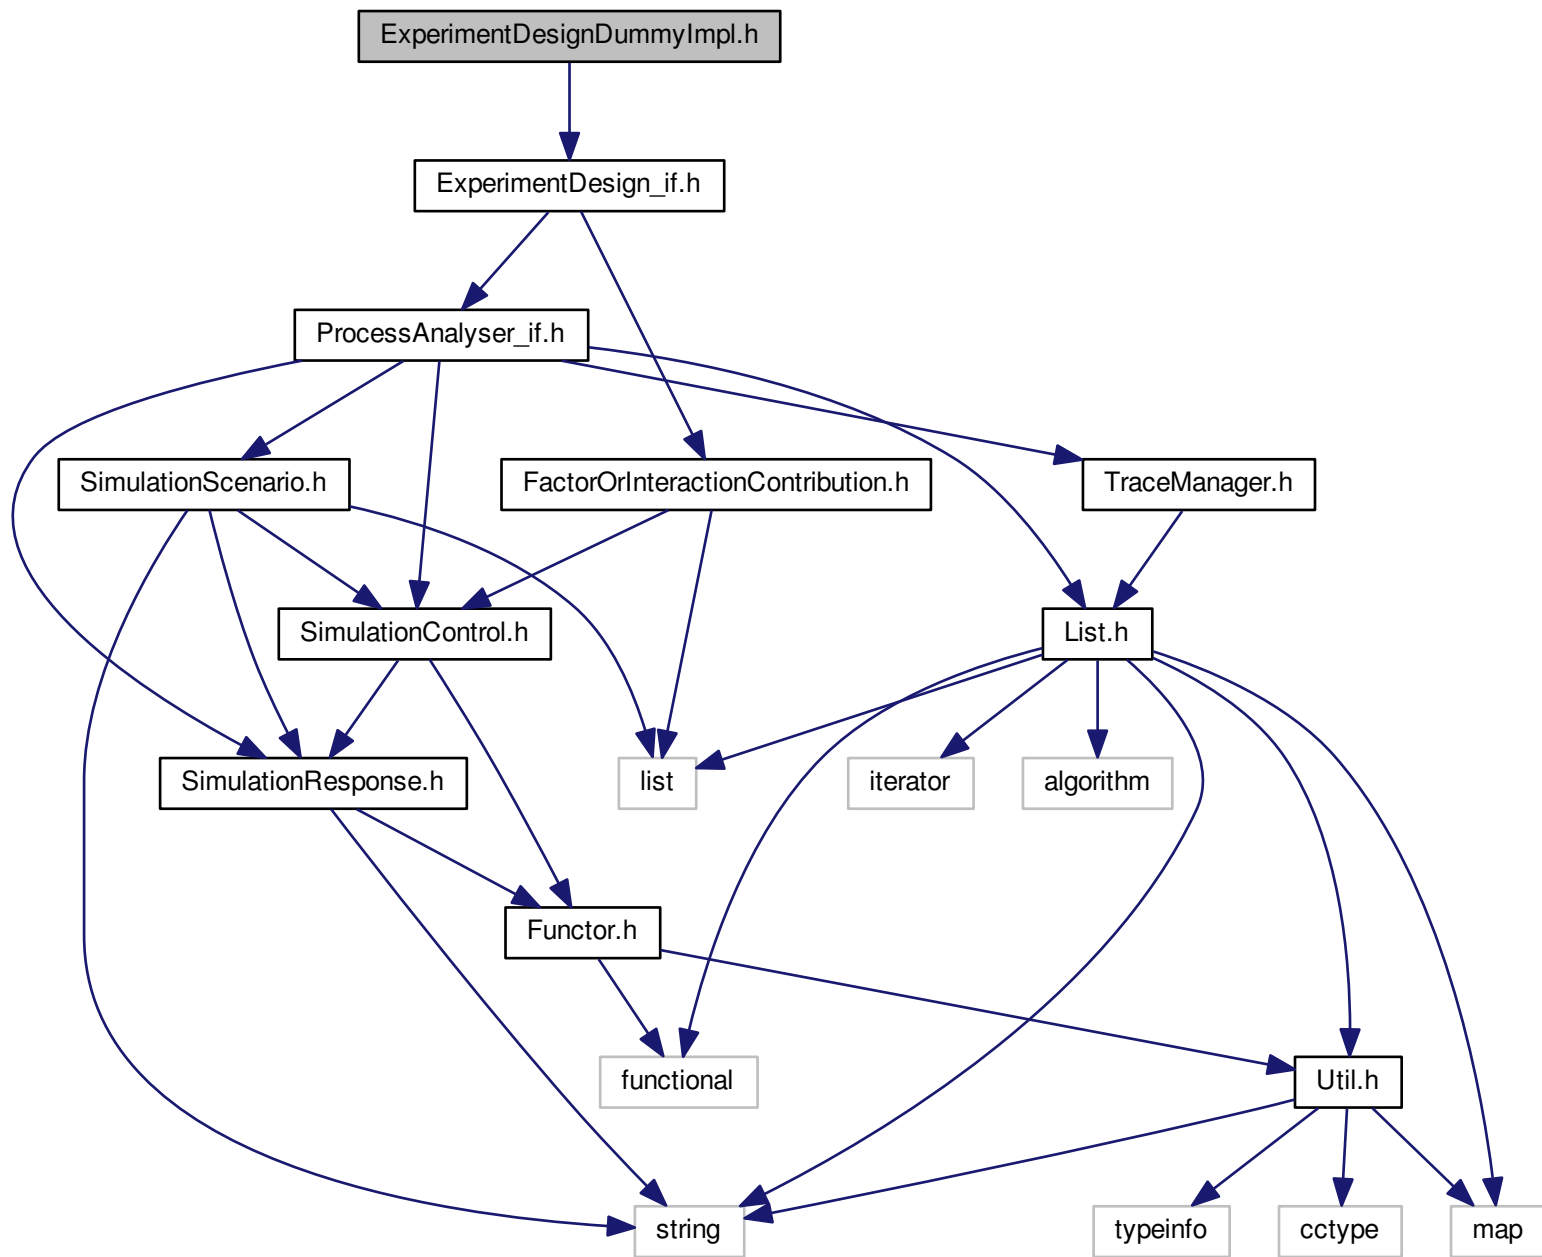 ExperimentDesignDummyImpl.h
ExperimentDesign_if.h
ProcessAnalyser_if.h
SimulationScenario.h
FactorOrInteractionContribution.h
TraceManager.h
SimulationControl.h
List.h
SimulationResponse.h
list
iterator
algorithm
Functor.h
functional
Util.h
string
typeinfo
cctype
map